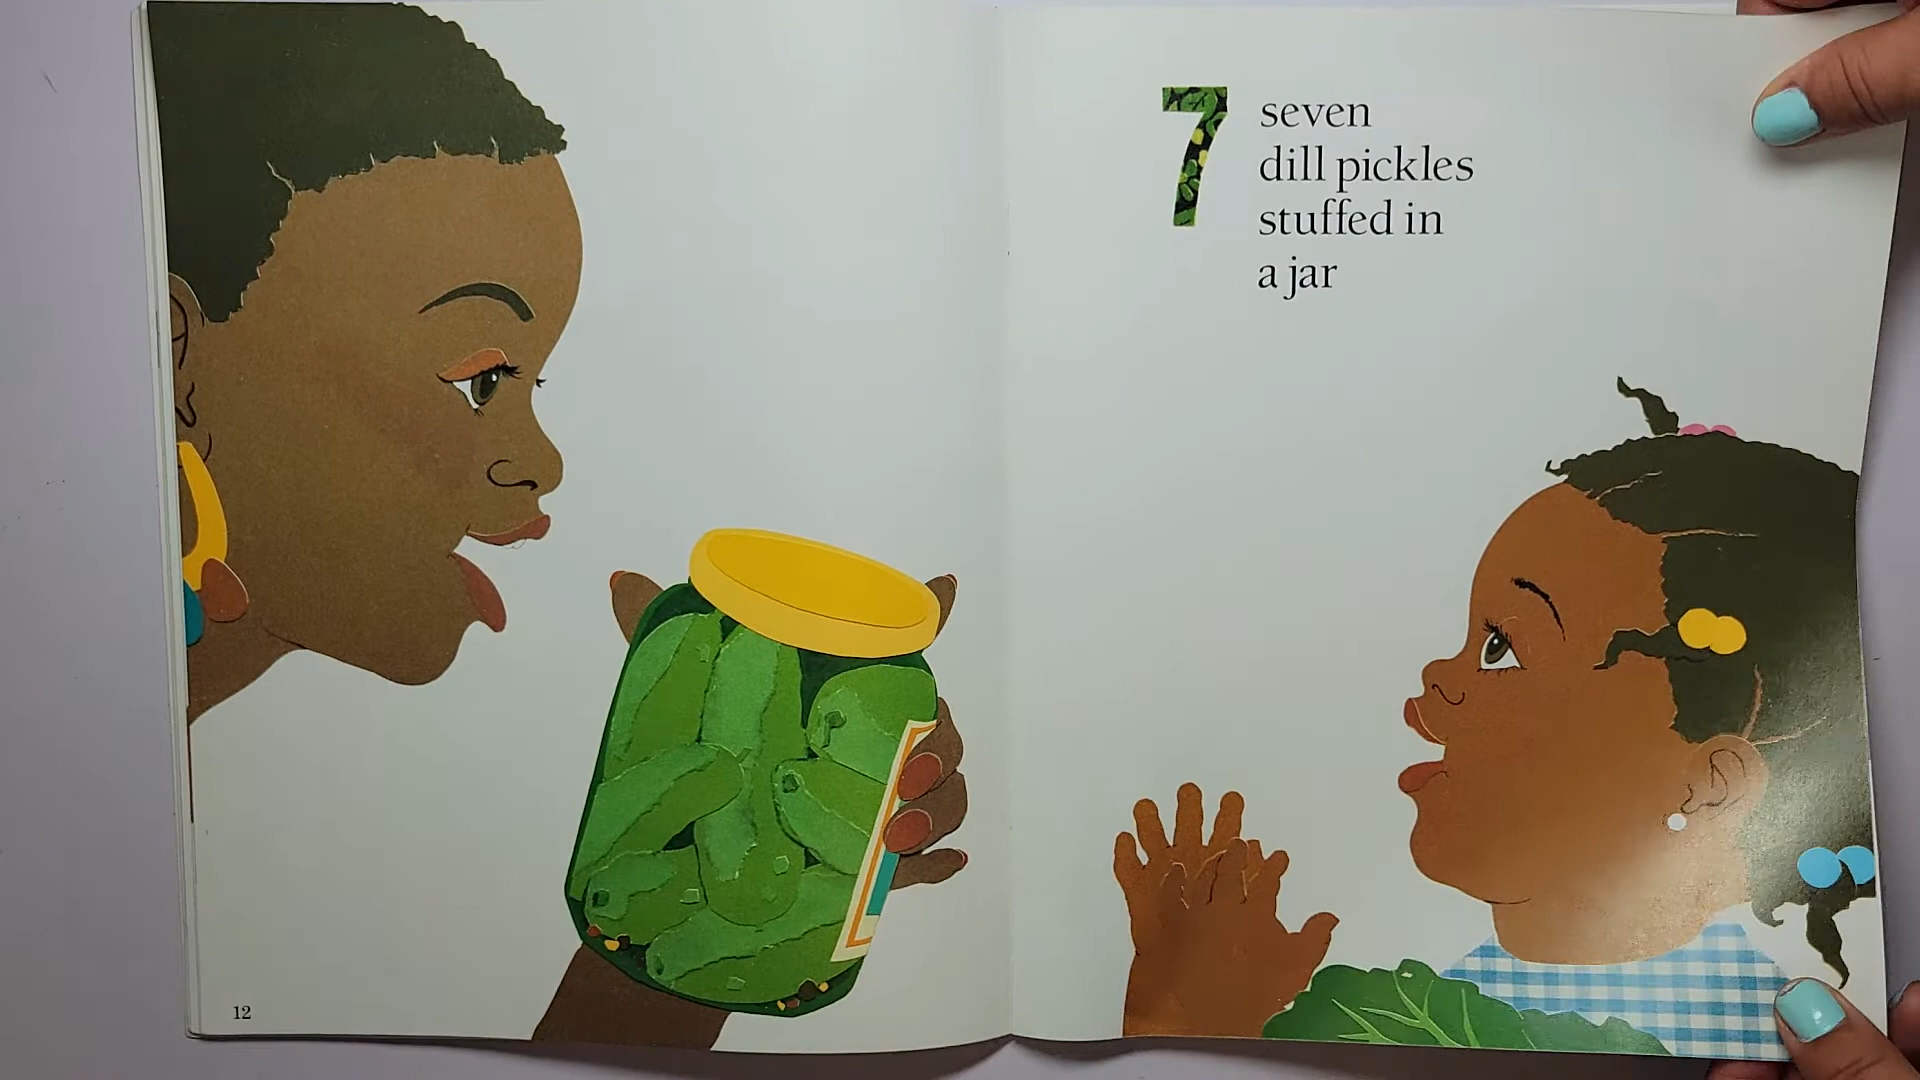 7 seven
dill pickles
stuffed in
a jar
12